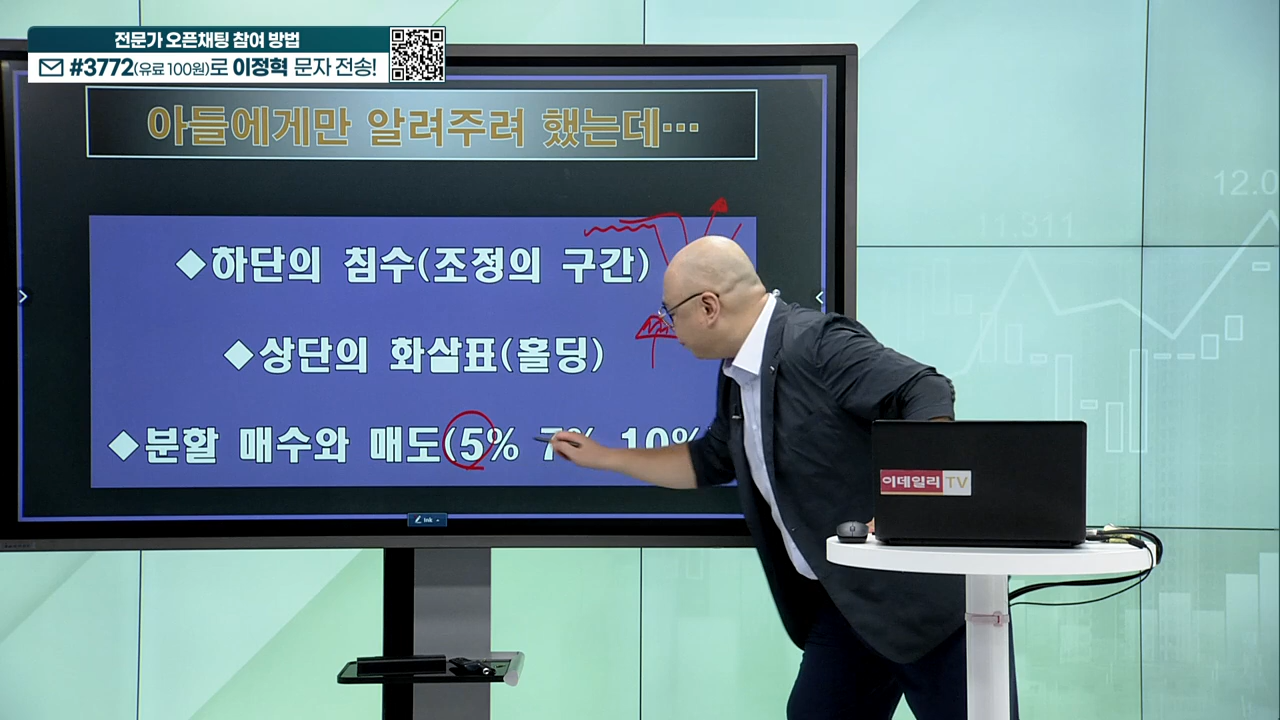 전문가 오픈채팅 참여 방법
#3772(유료 100원)로 이정혁 문자 전송!
아들에게만 알려주려 했는데…
◆하단의 침수(조정의 구간)
◆상단의 화살표(홀딩)
◆분할 매수와 매도(5% 7% 10%
Ink
이데일리TV
11.311
12.0